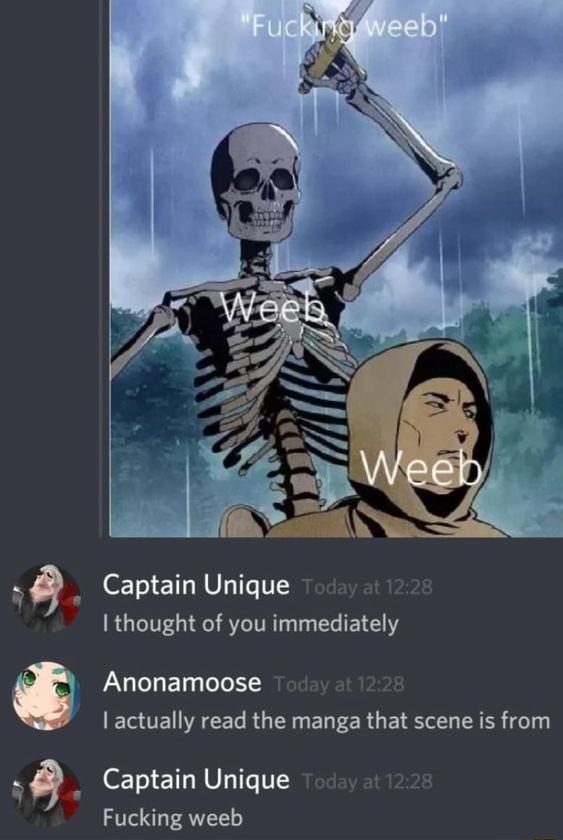 "Fucking weeb"
Weeb
Weeb
Captain Unique Today at 12:28
I thought of you immediately
Anonamoose Today at 12:28
I actually read the manga that scene is from
Captain Unique Today at 12:28
Fucking weeb